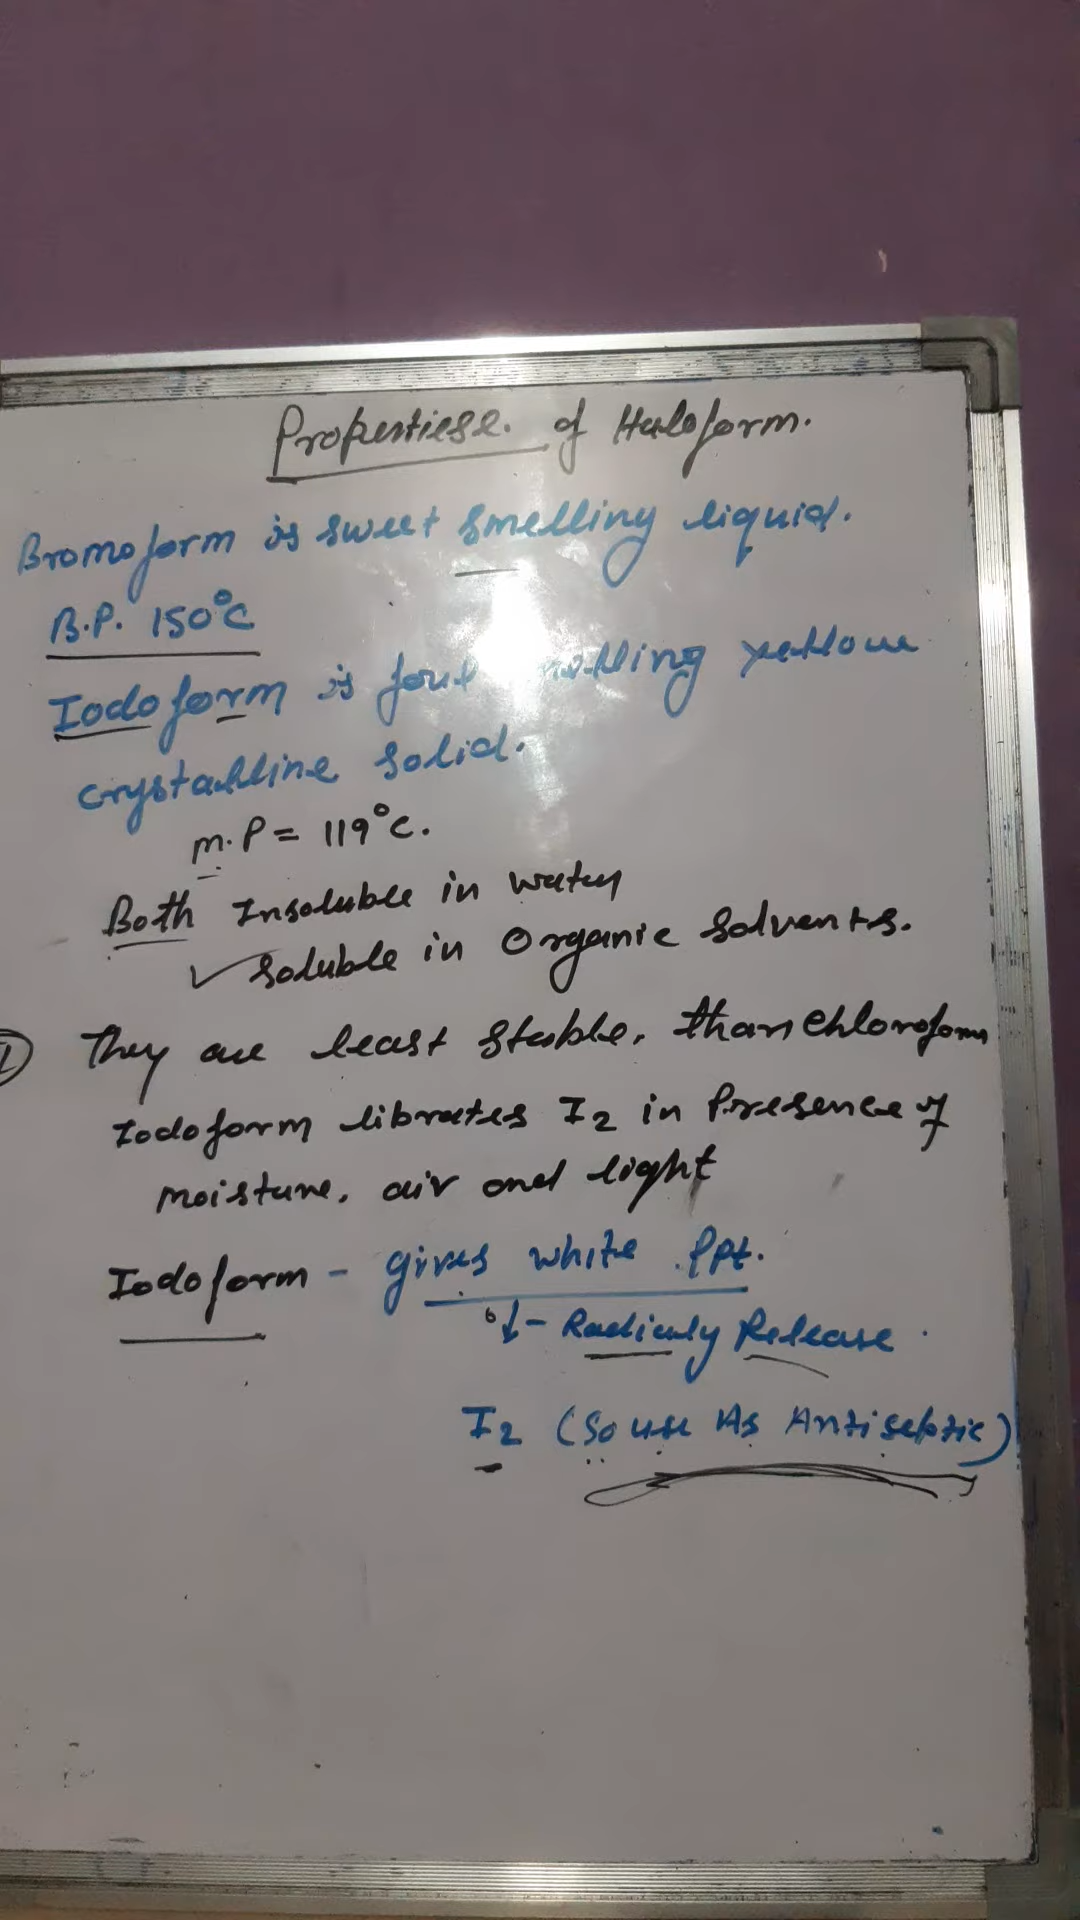 Propertiese. of Haloform.
Bromoform is sweet smelling liquid.
B.P. 150°C
Iodoform is foul smelling yellow
crystalline solid.
m.P = 119°C.
Both Insoluble in water
✓ soluble in Organic solvents.
They are least stable, than chloroform
Iodoform librates I₂ in Presence of
moisture, air and light
Iodoform - gives white PPt.
↓ - Radicaly Release
I₂ (So use As Antiseptic)